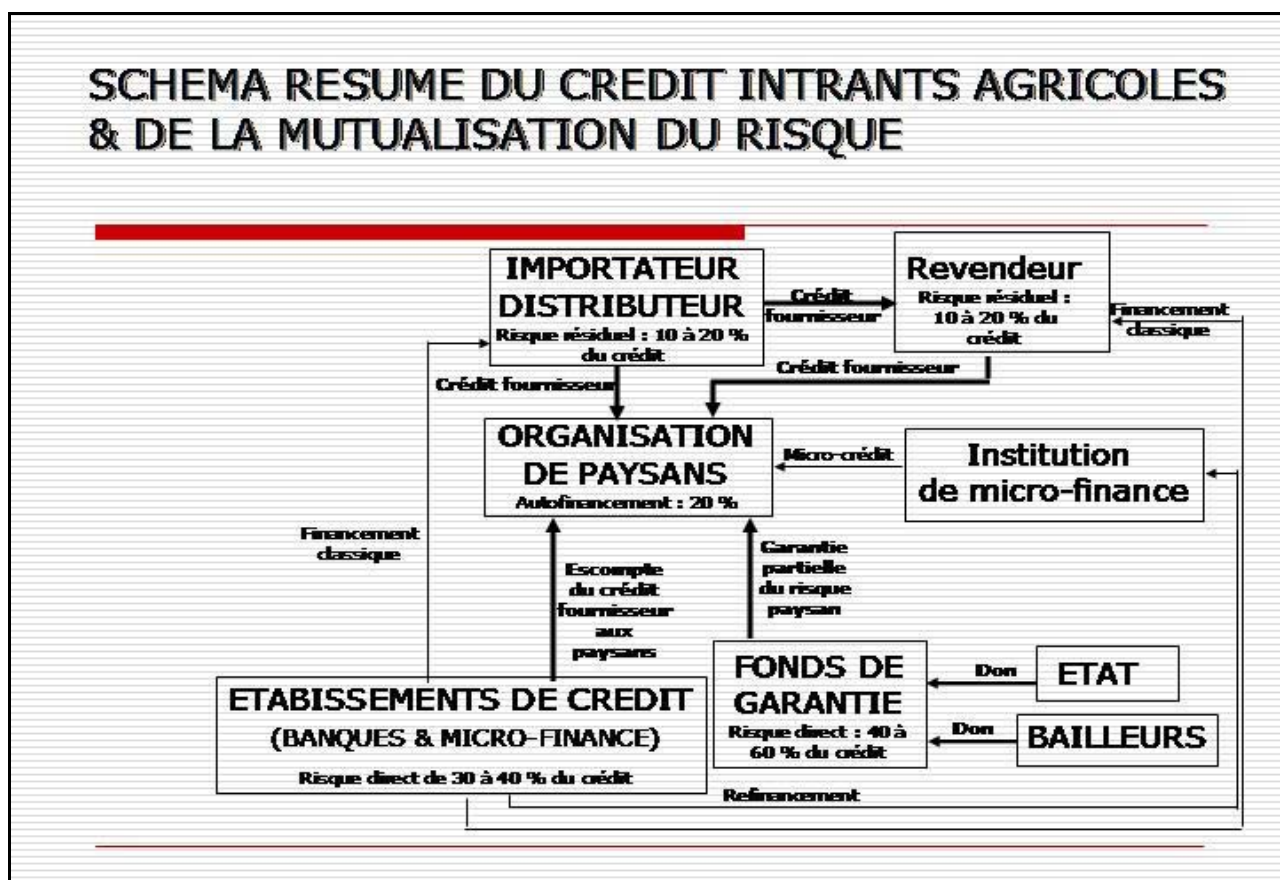 SCHEMA RESUME DU CREDIT INTRANTS AGRICOLES
& DE LA MUTUALISATION DU RISQUE
IMPORTATEUR
DISTRIBUTEUR
Risque résiduel : 10 à 20 %
du crédit
Crédit
fournisseur
Revendeur
Risque résiduel :
10 à 20 % du
crédit
Financement
classique
Crédit fournisseur
Crédit fournisseur
ORGANISATION
DE PAYSANS
Autofinancement : 20 %
Micro-crédit
Institution
de micro-finance
Financement
classique
Escompte
du crédit
fournisseur
aux
paysans
Garantie
partielle
du risque
paysan
ETABISSEMENTS DE CREDIT
(BANQUES & MICRO-FINANCE)
Risque direct de 30 à 40 % du crédit
FONDS DE
GARANTIE
Risque direct : 40 à
60 % du crédit
Don
ETAT
Don
BAILLEURS
Refinancement